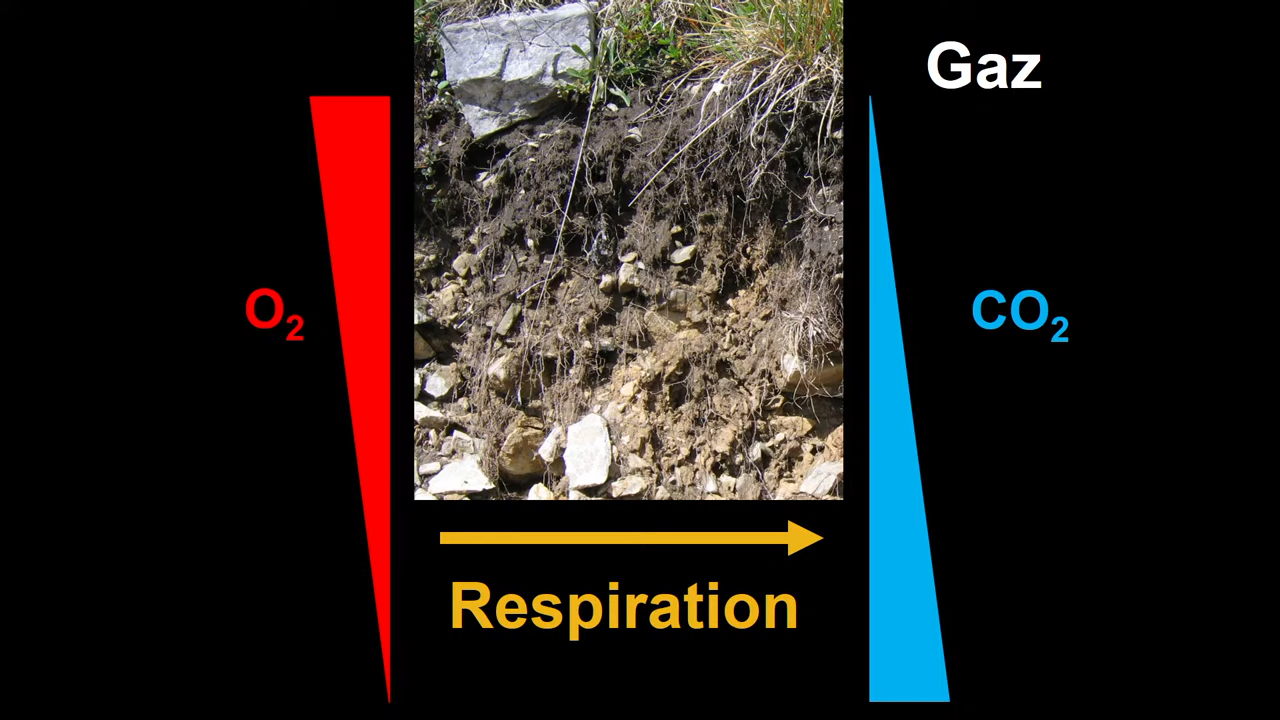 Gaz
O₂
CO₂
Respiration